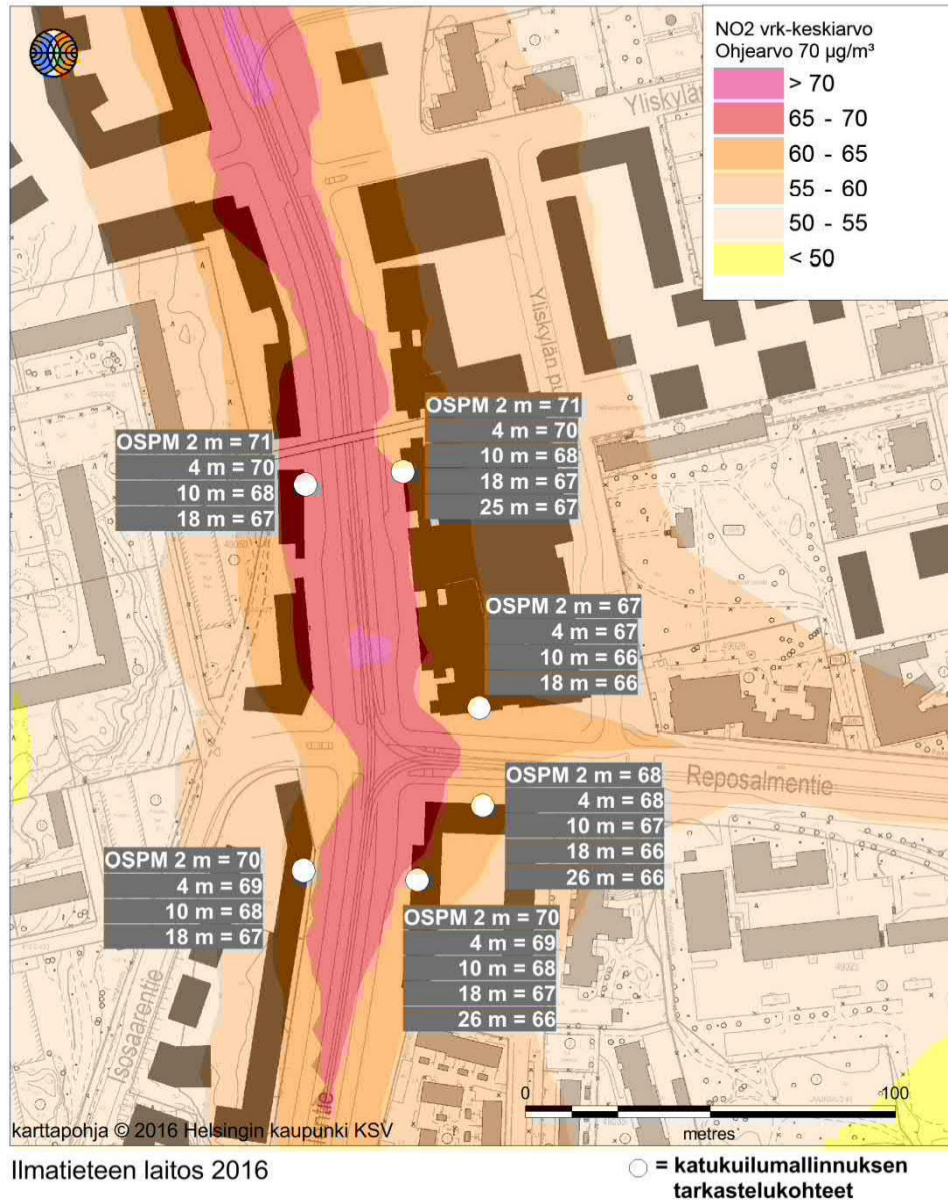 NO2 vrk-keskiarvo
Ohjearvo 70 µg/m³
> 70
65 - 70
60 - 65
55 - 60
50 - 55
< 50
Yliskylän
Yliskylän pu
OSPM 2 m = 71
4 m = 70
10 m = 68
18 m = 67
OSPM 2 m = 71
4 m = 70
10 m = 68
18 m = 67
25 m = 67
OSPM 2 m = 67
4 m = 67
10 m = 66
18 m = 66
Reposalmentie
OSPM 2 m = 68
4 m = 68
10 m = 67
18 m = 66
26 m = 66
OSPM 2 m = 70
4 m = 69
10 m = 68
18 m = 67
OSPM 2 m = 70
4 m = 69
10 m = 68
18 m = 67
26 m = 66
Isosaarentie
ntie
0 100
metres
karttapohja © 2016 Helsingin kaupunki KSV
Ilmatieteen laitos 2016
= katukuilumallinnuksen
tarkastelukohteet